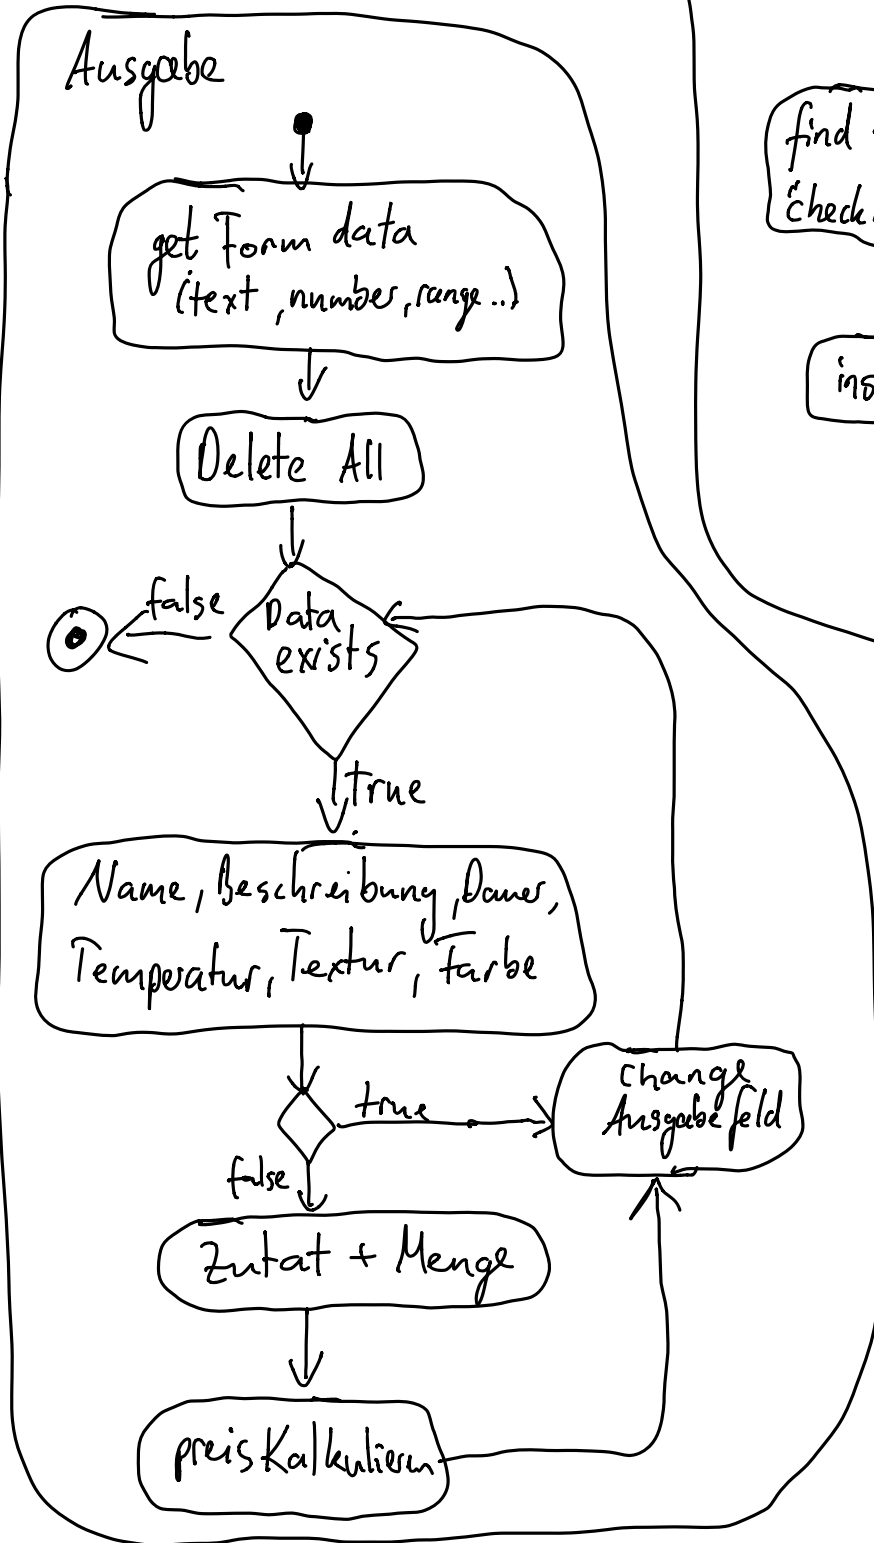 Ausgabe
find
check
get Form data
(text, number, range..)
ins
Delete All
false
Data
exists
true
Name, Beschreibung, Dauer,
Temperatur, Textur, Farbe
change
Ausgabefeld
true
false
Zutat + Menge
preisKalkulieren